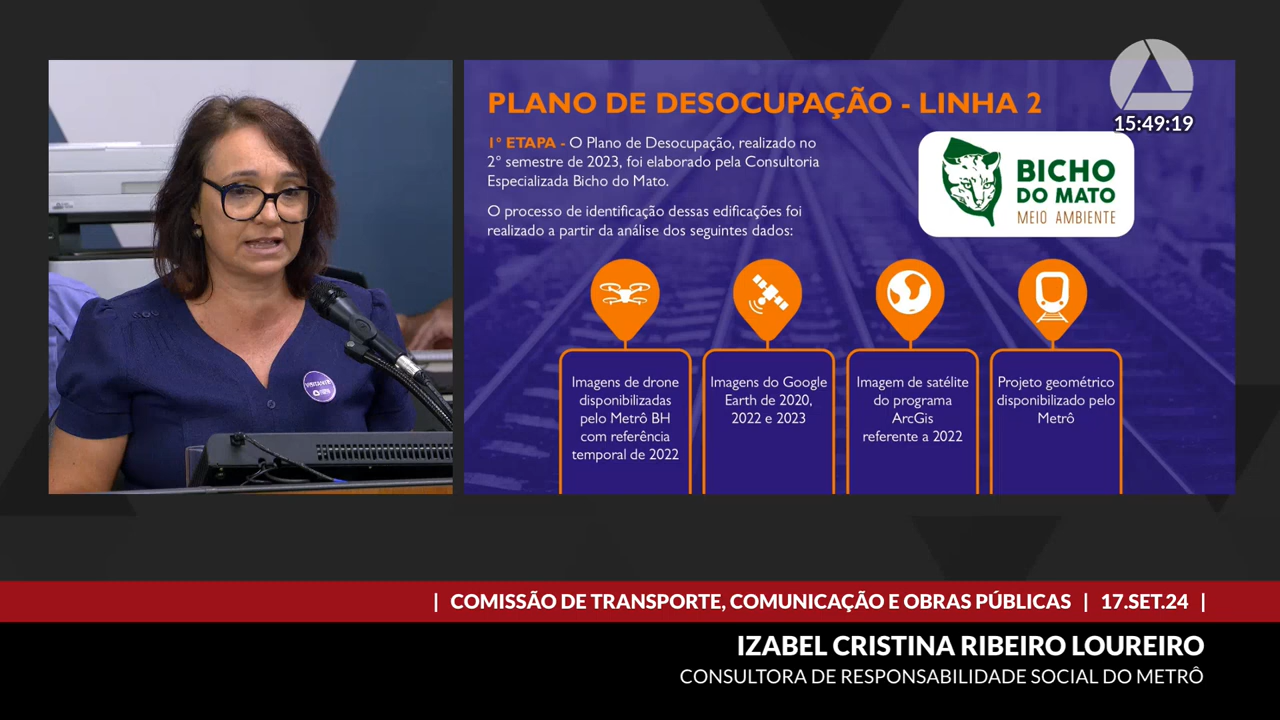 PLANO DE DESOCUPAÇÃO - LINHA 2
15:49:19
1º ETAPA - O Plano de Desocupação, realizado no
2º semestre de 2023, foi elaborado pela Consultoria
Especializada Bicho do Mato.
O processo de identificação dessas edificações foi
realizado a partir da análise dos seguintes dados:
BICHO
DO MATO
MEIO AMBIENTE
Imagens de drone
disponibilizadas
pelo Metrô BH
com referência
temporal de 2022
Imagens do Google
Earth de 2020,
2022 e 2023
Imagem de satélite
do programa
ArcGis
referente a 2022
Projeto geométrico
disponibilizado pelo
Metrô
VISITANTE
| COMISSÃO DE TRANSPORTE, COMUNICAÇÃO E OBRAS PÚBLICAS | 17.SET.24 |
IZABEL CRISTINA RIBEIRO LOUREIRO
CONSULTORA DE RESPONSABILIDADE SOCIAL DO METRÔ